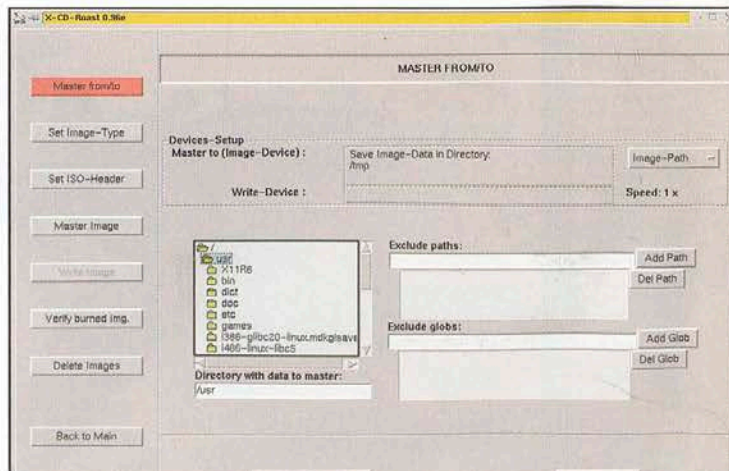 X-CD-Roast 0.96e
MASTER FROM/TO
Master from/to
Set Image-Type
Set ISO-Header
Master Image
Write Image
Verify burned img.
Delete Images
Back to Main
Devices-Setup
Master to (Image-Device) :
Save Image-Data in Directory:
/tmp
Image-Path
Write-Device :
Speed: 1 x
/
usr
X11R6
bin
dict
doc
etc
games
i386-glibc20-linux.mdkgisave
i486-linux-libc5
Directory with data to master:
/usr
Exclude paths:
Add Path
Del Path
Exclude globs:
Add Glob
Del Glob